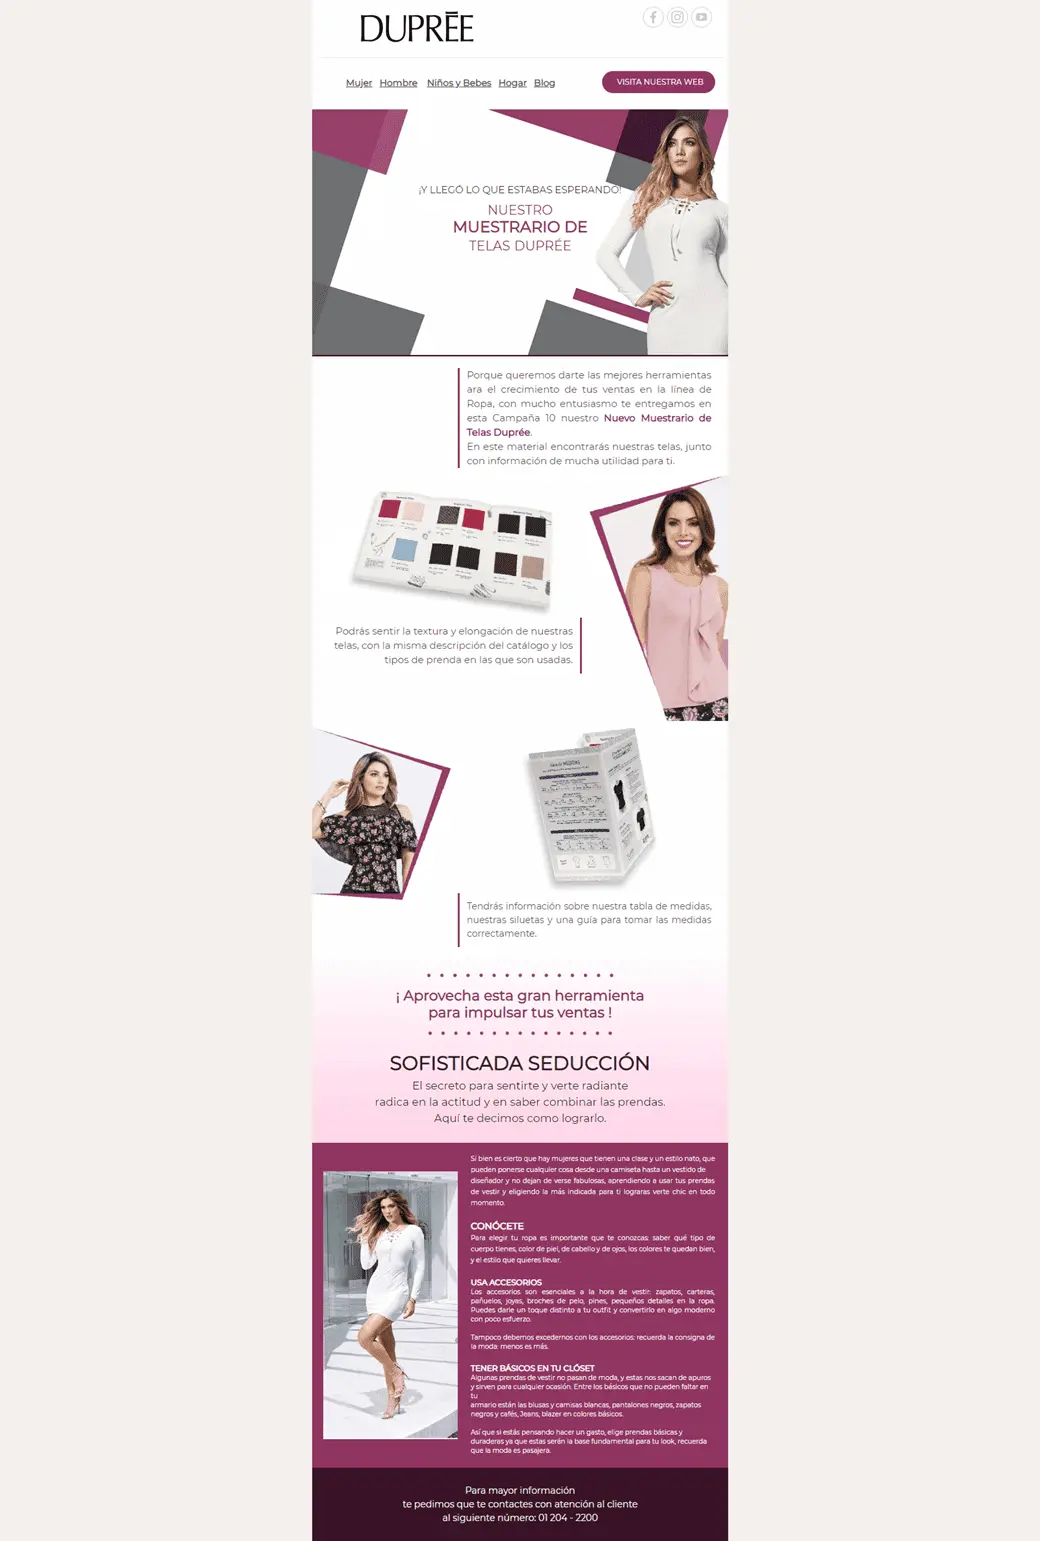 DUPRĒE
Mujer Hombre Niños y Bebes Hogar Blog
VISITA NUESTRA WEB
¡Y LLEGÓ LO QUE ESTABAS ESPERANDO!
NUESTRO
MUESTRARIO DE
TELAS DUPRÉE
Porque queremos darte las mejores herramientas
ara el crecimiento de tus ventas en la línea de
Ropa, con mucho entusiasmo te entregamos en
esta Campaña 10 nuestro Nuevo Muestrario de
Telas Duprée.
En este material encontrarás nuestras telas, junto
con información de mucha utilidad para ti.
Podrás sentir la textura y elongación de nuestras
telas, con la misma descripción del catálogo y los
tipos de prenda en las que son usadas.
Tendrás información sobre nuestra tabla de medidas,
nuestras siluetas y una guía para tomar las medidas
correctamente.
¡ Aprovecha esta gran herramienta
para impulsar tus ventas !
SOFISTICADA SEDUCCIÓN
El secreto para sentirte y verte radiante
radica en la actitud y en saber combinar las prendas.
Aquí te decimos como lograrlo.
Si bien es cierto que hay mujeres que tienen una clase y un estilo nato, que
pueden ponerse cualquier cosa desde una camiseta hasta un vestido de
diseñador y no dejan de verse fabulosas, aprendiendo a usar tus prendas
de vestir y eligiendo la más indicada para ti lograras verte chic en todo
momento.
CONÓCETE
Para elegir tu ropa es importante que te conozcas: saber qué tipo de
cuerpo tienes, color de piel, de cabello y de ojos, los colores te quedan bien,
y el estilo que quieres llevar.
USA ACCESORIOS
Los accesorios son esenciales a la hora de vestir: zapatos, carteras,
pañuelos, joyas, broches de pelo, pines, pequeños detalles en la ropa.
Puedes darle un toque distinto a tu outfit y convertirlo en algo moderno
con poco esfuerzo.
Tampoco debemos excedernos con los accesorios: recuerda la consigna de
la moda: menos es más.
TENER BÁSICOS EN TU CLÓSET
Algunas prendas de vestir no pasan de moda, y estas nos sacan de apuros
y sirven para cualquier ocasión. Entre los básicos que no pueden faltar en
tu
armario están las blusas y camisas blancas, pantalones negros, zapatos
negros y cafés, Jeans, blazer en colores básicos.
Así que si estás pensando hacer un gasto, elige prendas básicas y
duraderas ya que estas serán la base fundamental para tu look, recuerda
que la moda es pasajera.
Para mayor información
te pedimos que te contactes con atención al cliente
al siguiente número: 01 204 - 2200